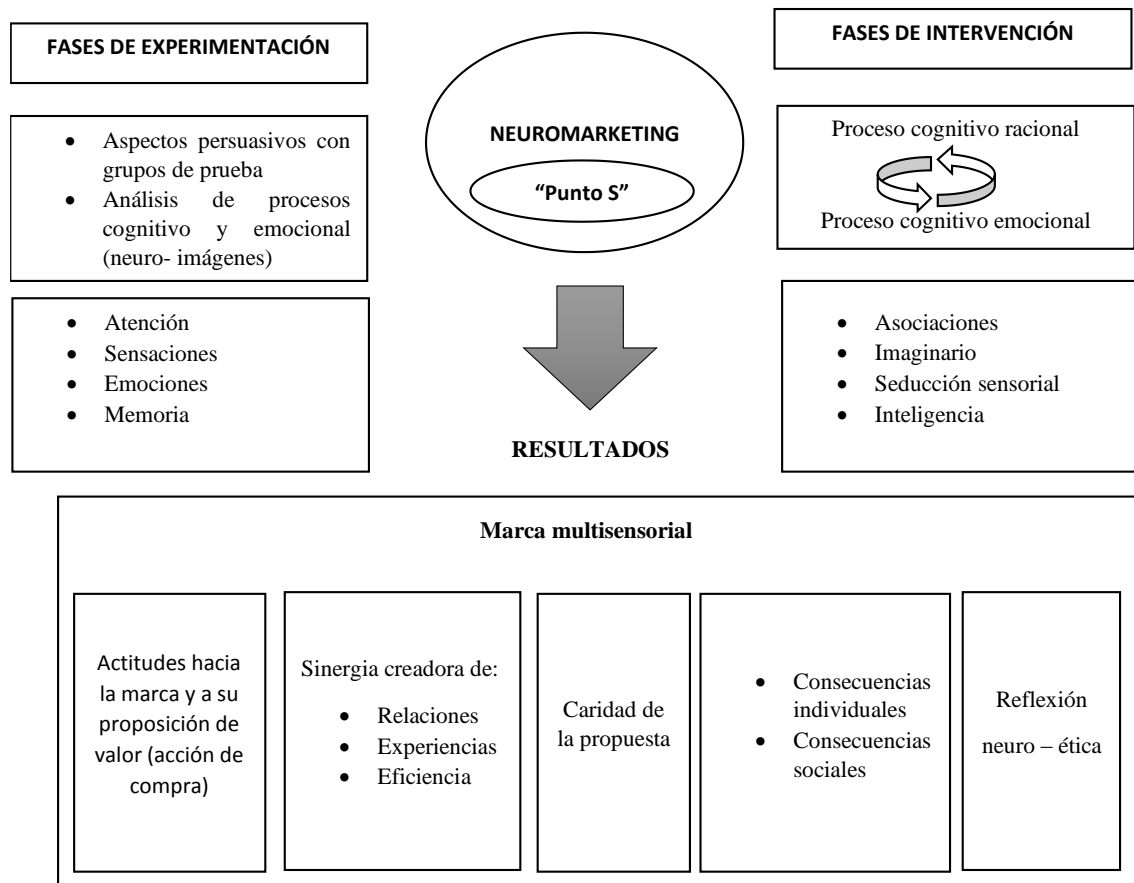 FASES DE EXPERIMENTACIÓN
• Aspectos persuasivos con
grupos de prueba
• Análisis de procesos
cognitivo y emocional
(neuro- imágenes)
• Atención
• Sensaciones
• Emociones
• Memoria
NEUROMARKETING
“Punto S”
FASES DE INTERVENCIÓN
Proceso cognitivo racional
Proceso cognitivo emocional
• Asociaciones
• Imaginario
• Seducción sensorial
• Inteligencia
RESULTADOS
Marca multisensorial
Actitudes hacia
la marca y a su
proposición de
valor (acción de
compra)
Sinergia creadora de:
• Relaciones
• Experiencias
• Eficiencia
Caridad de
la propuesta
• Consecuencias
individuales
• Consecuencias
sociales
Reflexión
neuro – ética